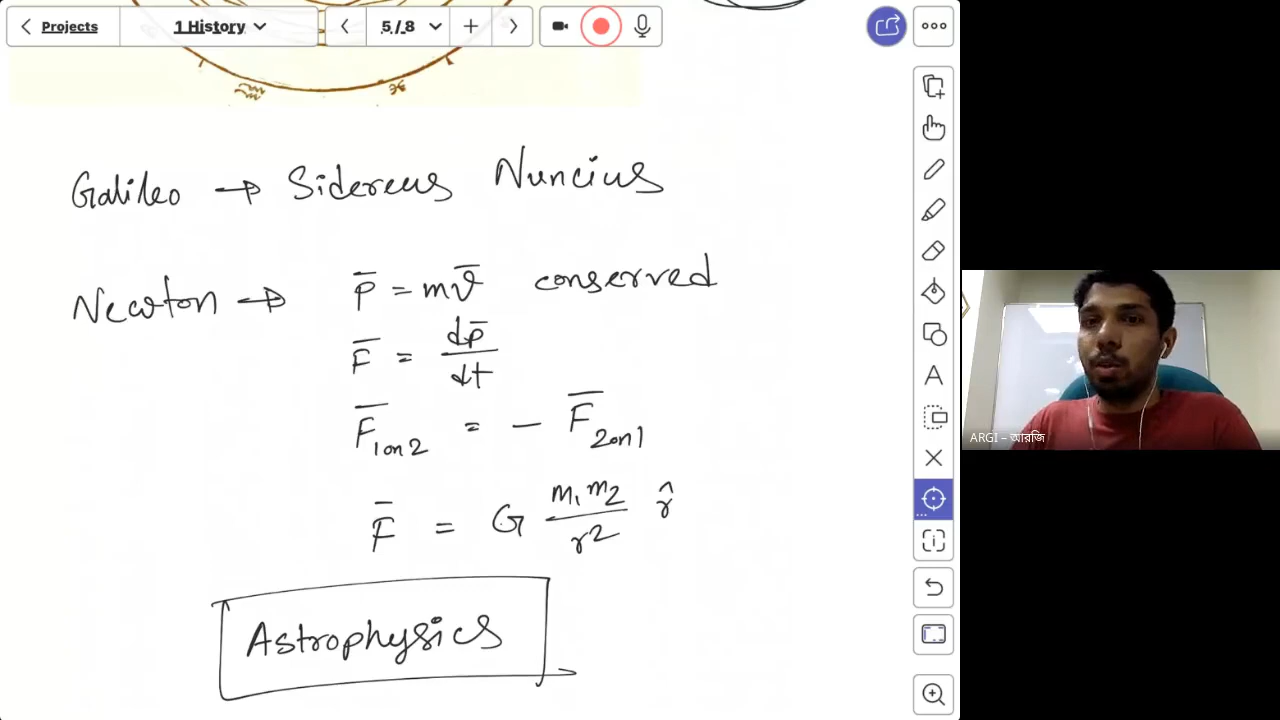 Projects
1 History
5/8
Galileo → Sidereus Nuncius
Newton → p̄ = mv̄ conserved
F̄ = dp̄/dt
F̄₁ₒₙ₂ = − F̄₂ₒₙ₁
F̄ = G m₁m₂/r² r̂
Astrophysics
A
ARGI – আরজি